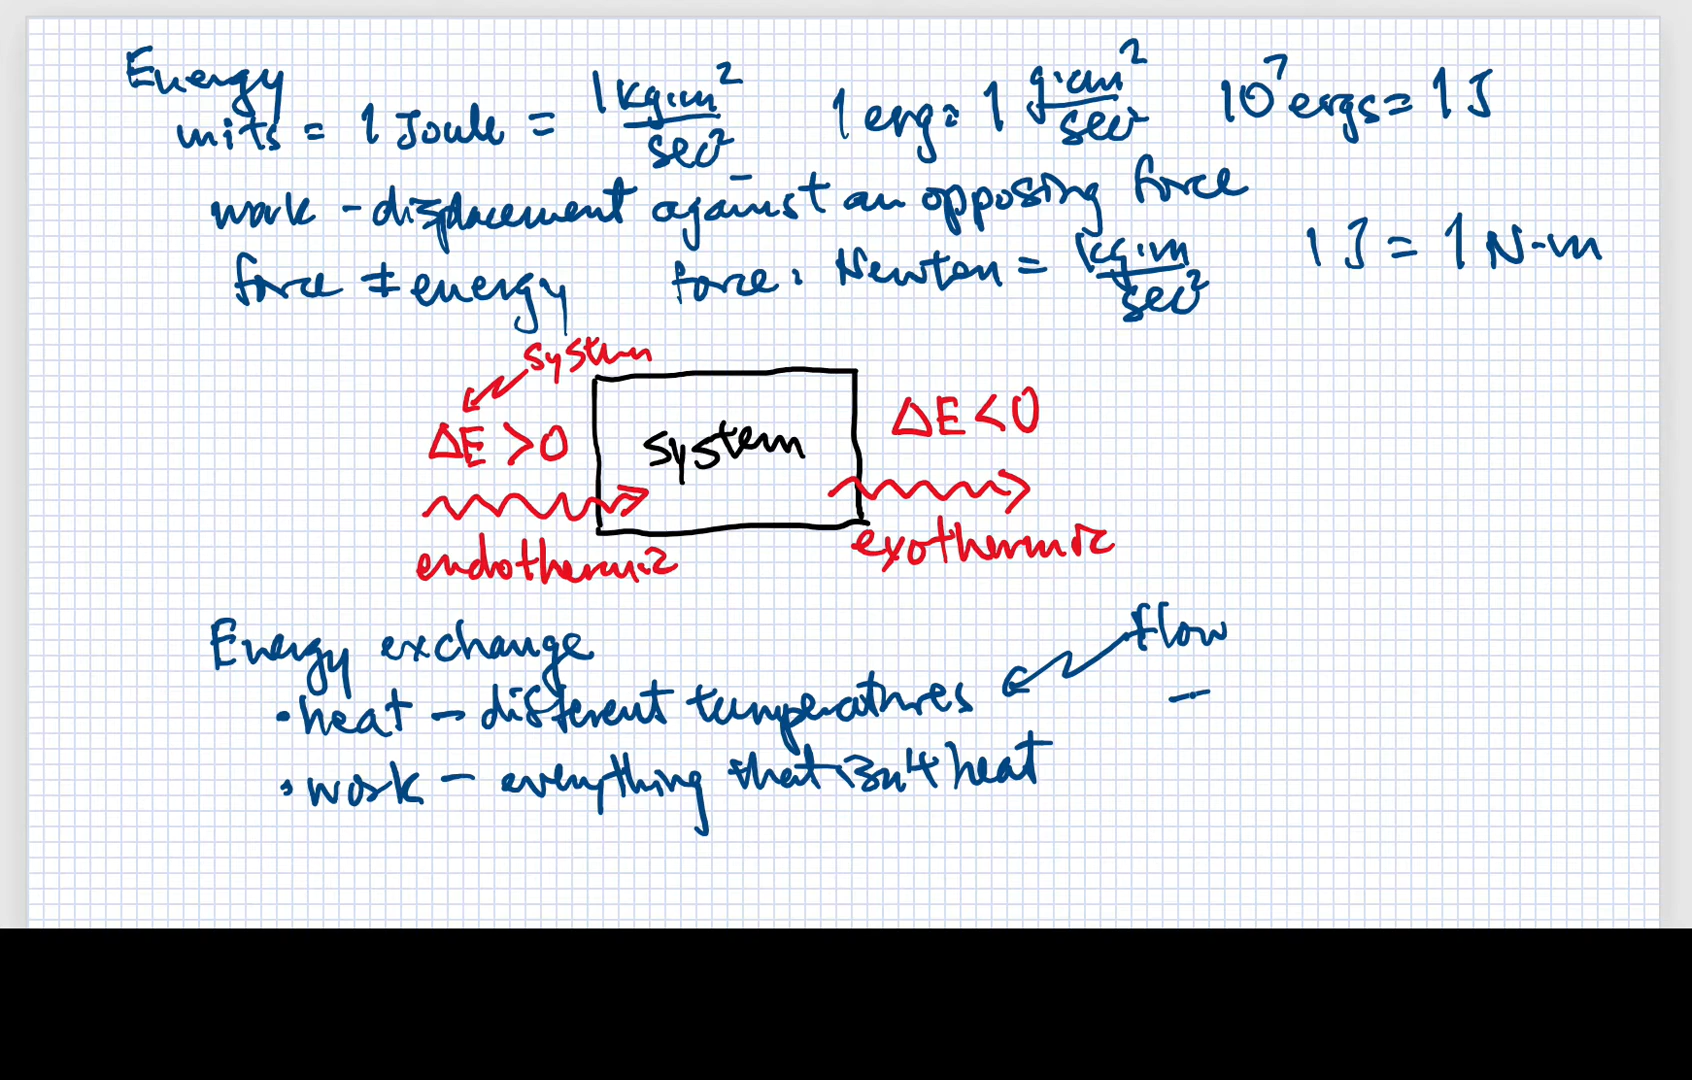 Energy
units = 1 Joule = 1 kg·m²/sec² 1 erg = 1 g·cm²/sec² 10⁷ ergs = 1 J
work - displacement against an opposing force
force ≠ energy force: Newton = 1 kg·m/sec² 1 J = 1 N·m
system
ΔE > 0 system ΔE < 0
endothermic exothermic
Energy exchange flow
· heat — different temperatures —
· work — everything that isn't heat